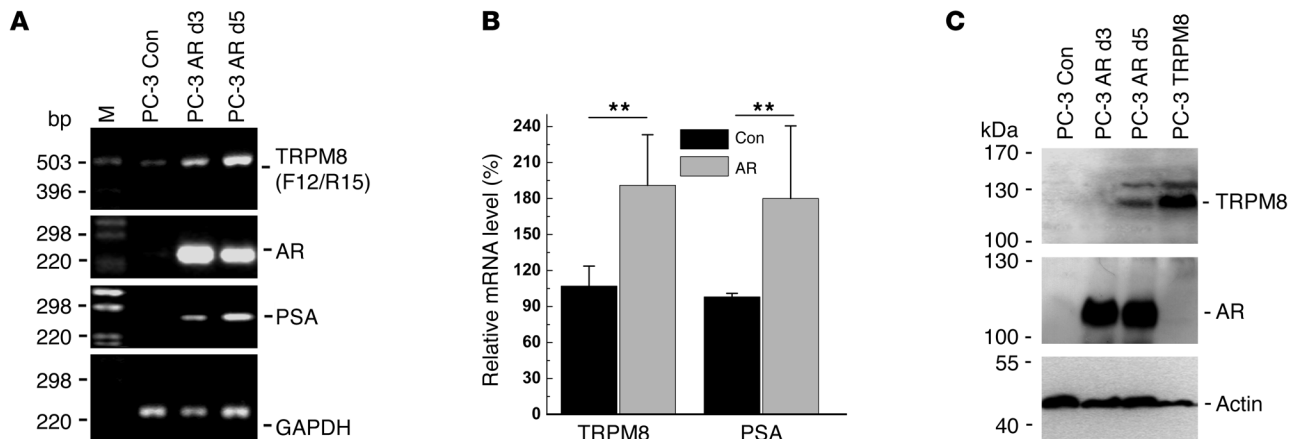 A
bp
M
PC-3 Con
PC-3 AR d3
PC-3 AR d5
503
396
TRPM8
(F12/R15)
298
220
AR
298
220
PSA
298
220
GAPDH
B
**
**
Con
AR
Relative mRNA level (%)
240
210
180
150
120
90
60
30
0
TRPM8
PSA
C
kDa
PC-3 Con
PC-3 AR d3
PC-3 AR d5
PC-3 TRPM8
170
130
100
TRPM8
130
100
AR
55
40
Actin